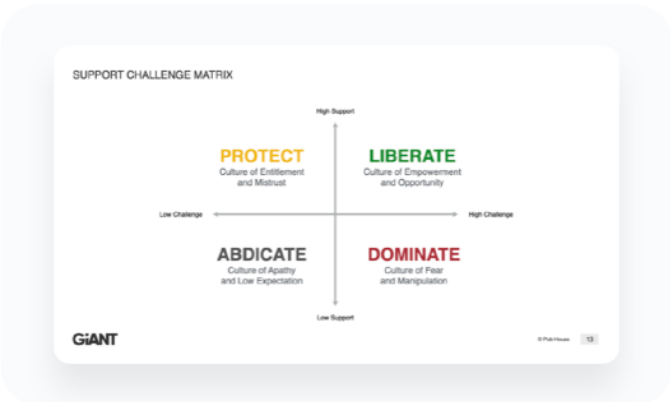 SUPPORT CHALLENGE MATRIX
High Support
PROTECT
Culture of Entitlement
and Mistrust
LIBERATE
Culture of Empowerment
and Opportunity
Low Challenge
High Challenge
ABDICATE
Culture of Apathy
and Low Expectation
DOMINATE
Culture of Fear
and Manipulation
Low Support
GiANT
© Pub House
13